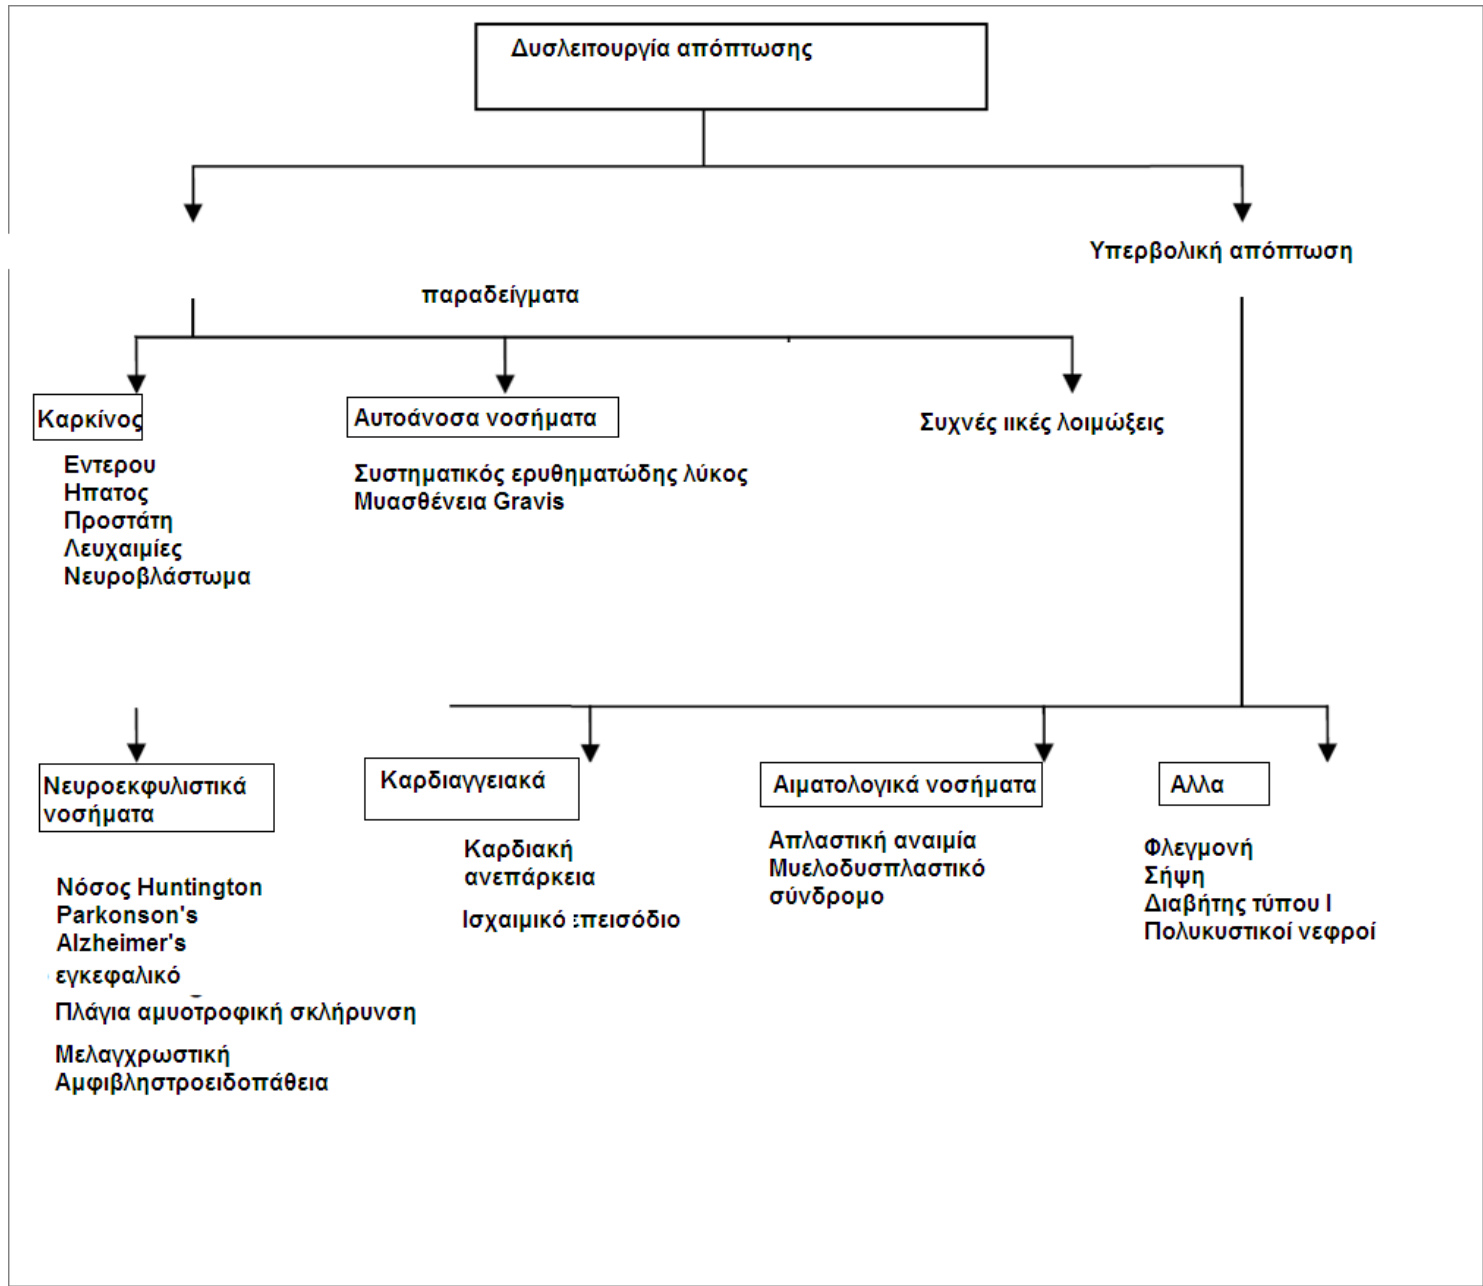 Δυσλειτουργία απόπτωσης
Υπερβολική απόπτωση
παραδείγματα
Καρκίνος
Εντερου
Ηπατος
Προστάτη
Λευχαιμίες
Νευροβλάστωμα
Αυτοάνοσα νοσήματα
Συστηματικός ερυθηματώδης λύκος
Μυασθένεια Gravis
Συχνές ιικές λοιμώξεις
Νευροεκφυλιστικά
νοσήματα
Νόσος Huntington
Parkonson's
Alzheimer's
εγκεφαλικό
Πλάγια αμυοτροφική σκλήρυνση
Μελαγχρωστική
Αμφιβληστροειδοπάθεια
Καρδιαγγειακά
Καρδιακή
ανεπάρκεια
Ισχαιμικό επεισόδιο
Αιματολογικά νοσήματα
Απλαστική αναιμία
Μυελοδυσπλαστικό
σύνδρομο
Αλλα
Φλεγμονή
Σήψη
Διαβήτης τύπου Ι
Πολυκυστικοί νεφροί